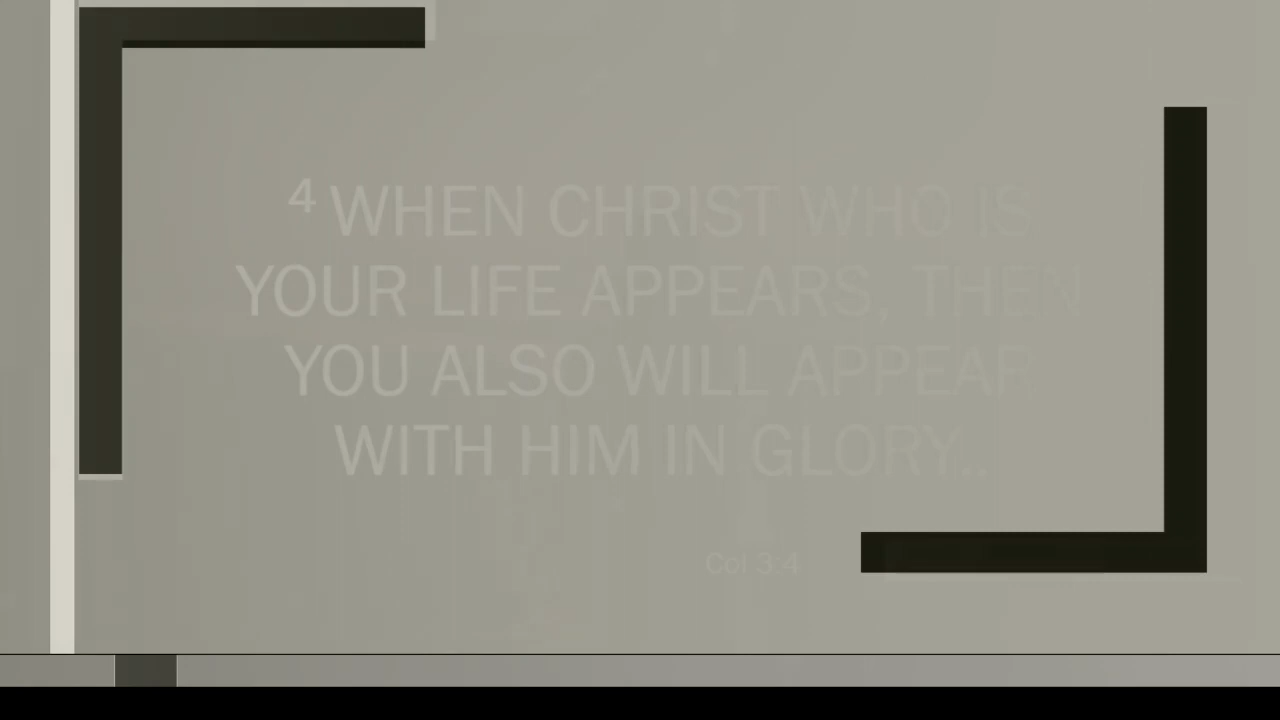 4 WHEN CHRIST WHO IS
YOUR LIFE APPEARS, THEN
YOU ALSO WILL APPEAR
WITH HIM IN GLORY..
Col 3:4